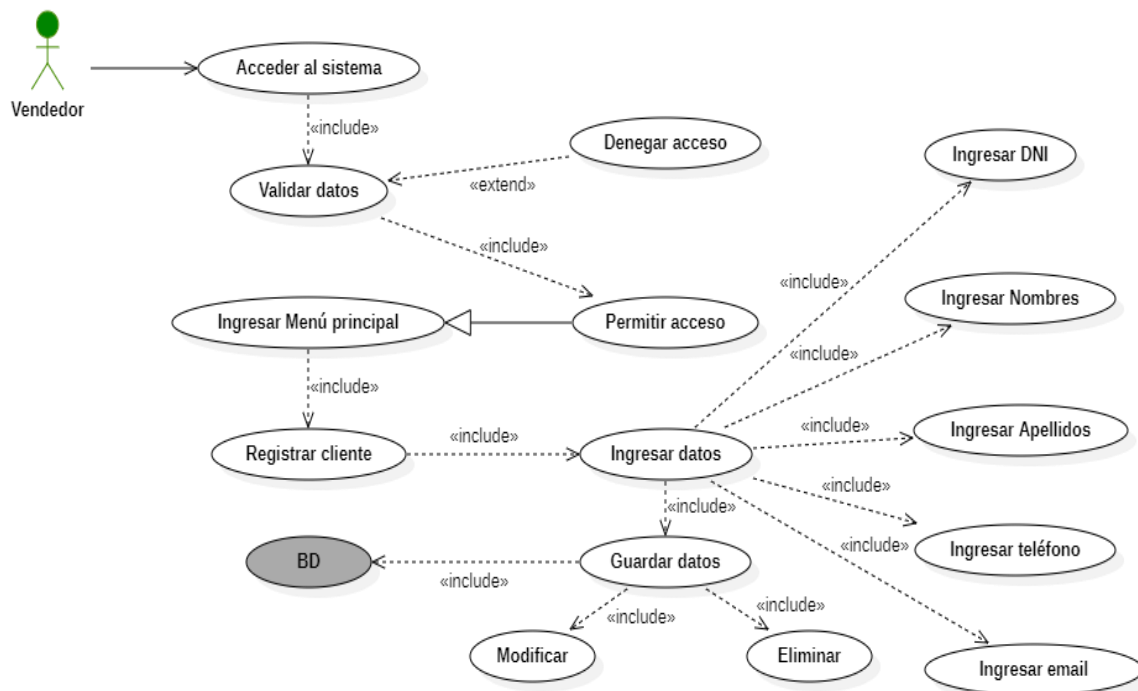 Vendedor
Acceder al sistema
«include»
Denegar acceso
Ingresar DNI
Validar datos
«extend»
«include»
«include»
Ingresar Nombres
Ingresar Menú principal
Permitir acceso
«include»
«include»
Ingresar Apellidos
«include»
Registrar cliente
«include»
Ingresar datos
«include»
«include»
«include»
Ingresar teléfono
BD
«include»
Guardar datos
«include»
«include»
Modificar
Eliminar
Ingresar email